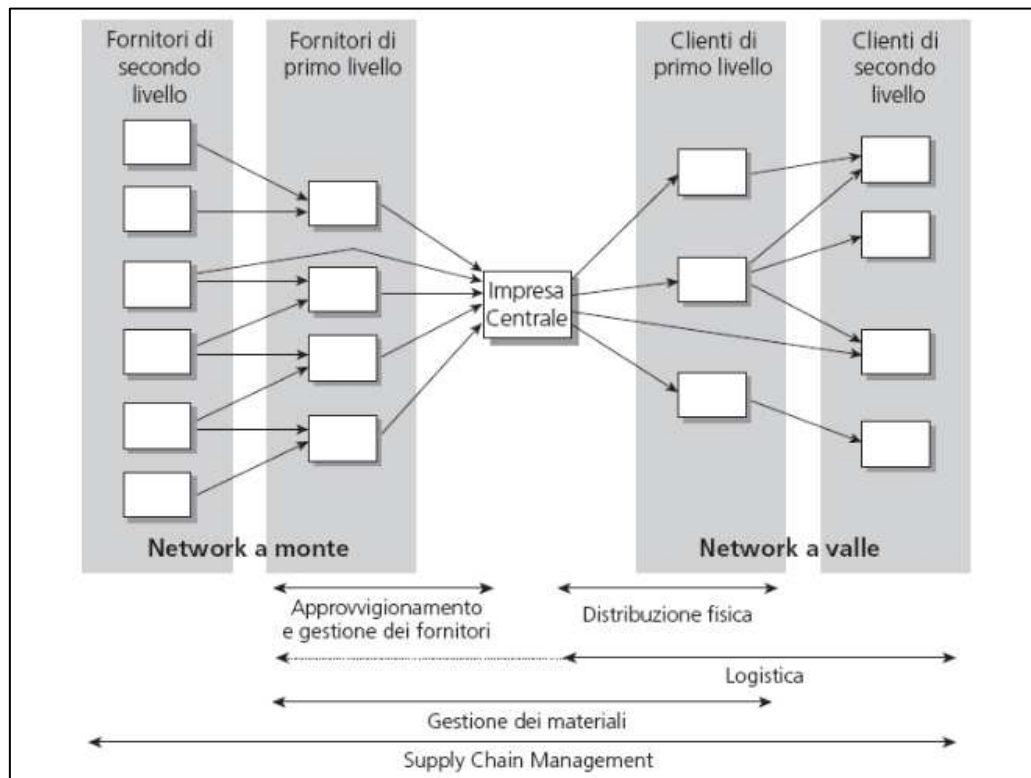 Fornitori di
secondo
livello
Fornitori di
primo livello
Clienti di
primo livello
Clienti di
secondo
livello
Impresa
Centrale
Network a monte
Network a valle
Approvvigionamento
e gestione dei fornitori
Distribuzione fisica
Logistica
Gestione dei materiali
Supply Chain Management